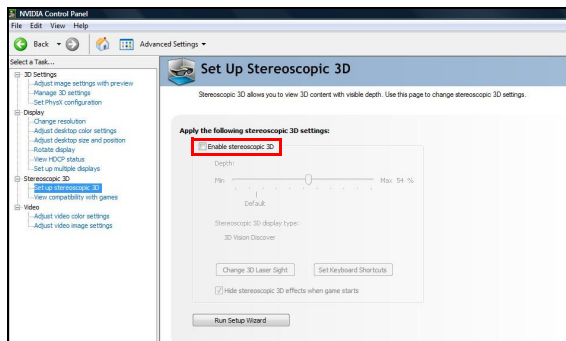 NVIDIA Control Panel
File Edit View Help
Back Advanced Settings
Select a Task...
3D Settings
Adjust image settings with preview
Manage 3D settings
Set PhysX configuration
Display
Change resolution
Adjust desktop color settings
Adjust desktop size and position
Rotate display
View HDCP status
Set up multiple displays
Stereoscopic 3D
Set up stereoscopic 3D
View compatibility with games
Video
Adjust video color settings
Adjust video image settings
Set Up Stereoscopic 3D
Stereoscopic 3D allows you to view 3D content with visible depth. Use this page to change stereoscopic 3D settings.
Apply the following stereoscopic 3D settings:
Enable stereoscopic 3D
Depth:
Min Max 54 %
Default
Stereoscopic 3D display type:
3D Vision Discover
Change 3D Laser Sight Set Keyboard Shortcuts
Hide stereoscopic 3D effects when game starts
Run Setup Wizard